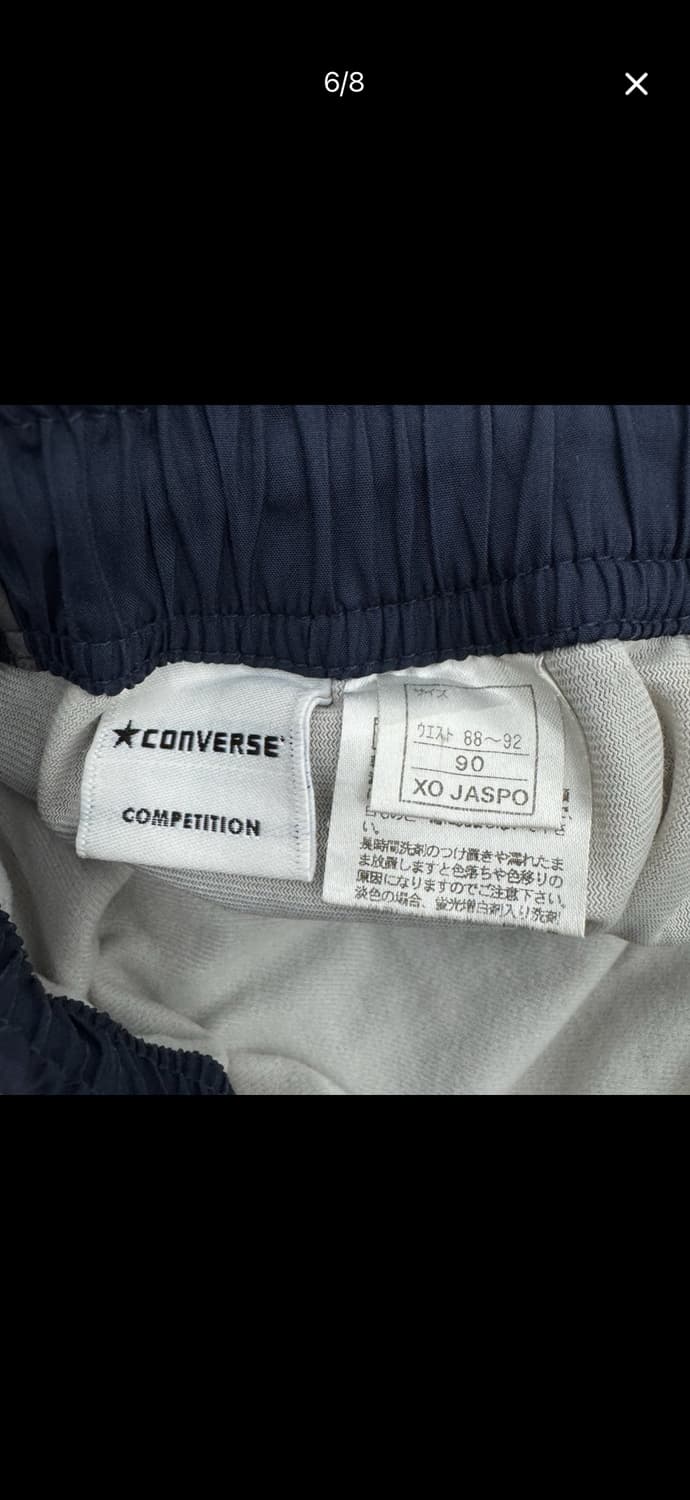 6/8
★CONVERSE
COMPETITION
サイズ
ウエスト 88～92
90
XO JASPO
い。
長時間洗剤のつけ置きや濡れたま
ま放置しますと色落ちや色移りの
原因になりますのでご注意下さい。
淡色の場合、蛍光増白剤入り洗剤